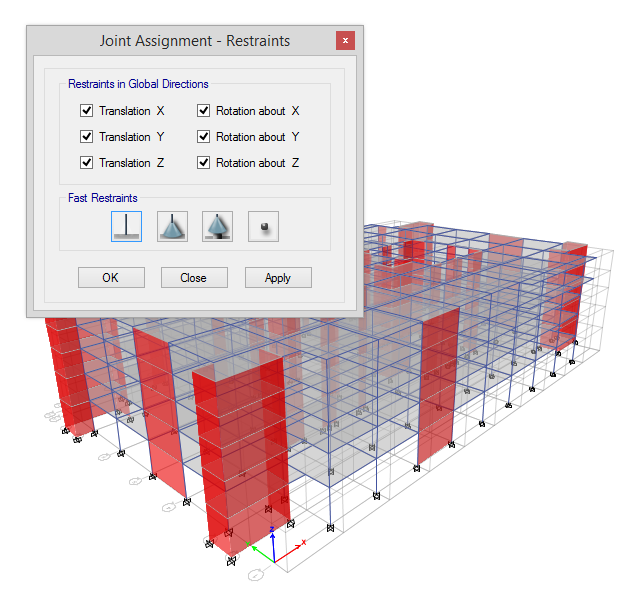 Joint Assignment - Restraints
x
Restraints in Global Directions
Translation X
Rotation about X
Translation Y
Rotation about Y
Translation Z
Rotation about Z
Fast Restraints
OK
Close
Apply
Z
X